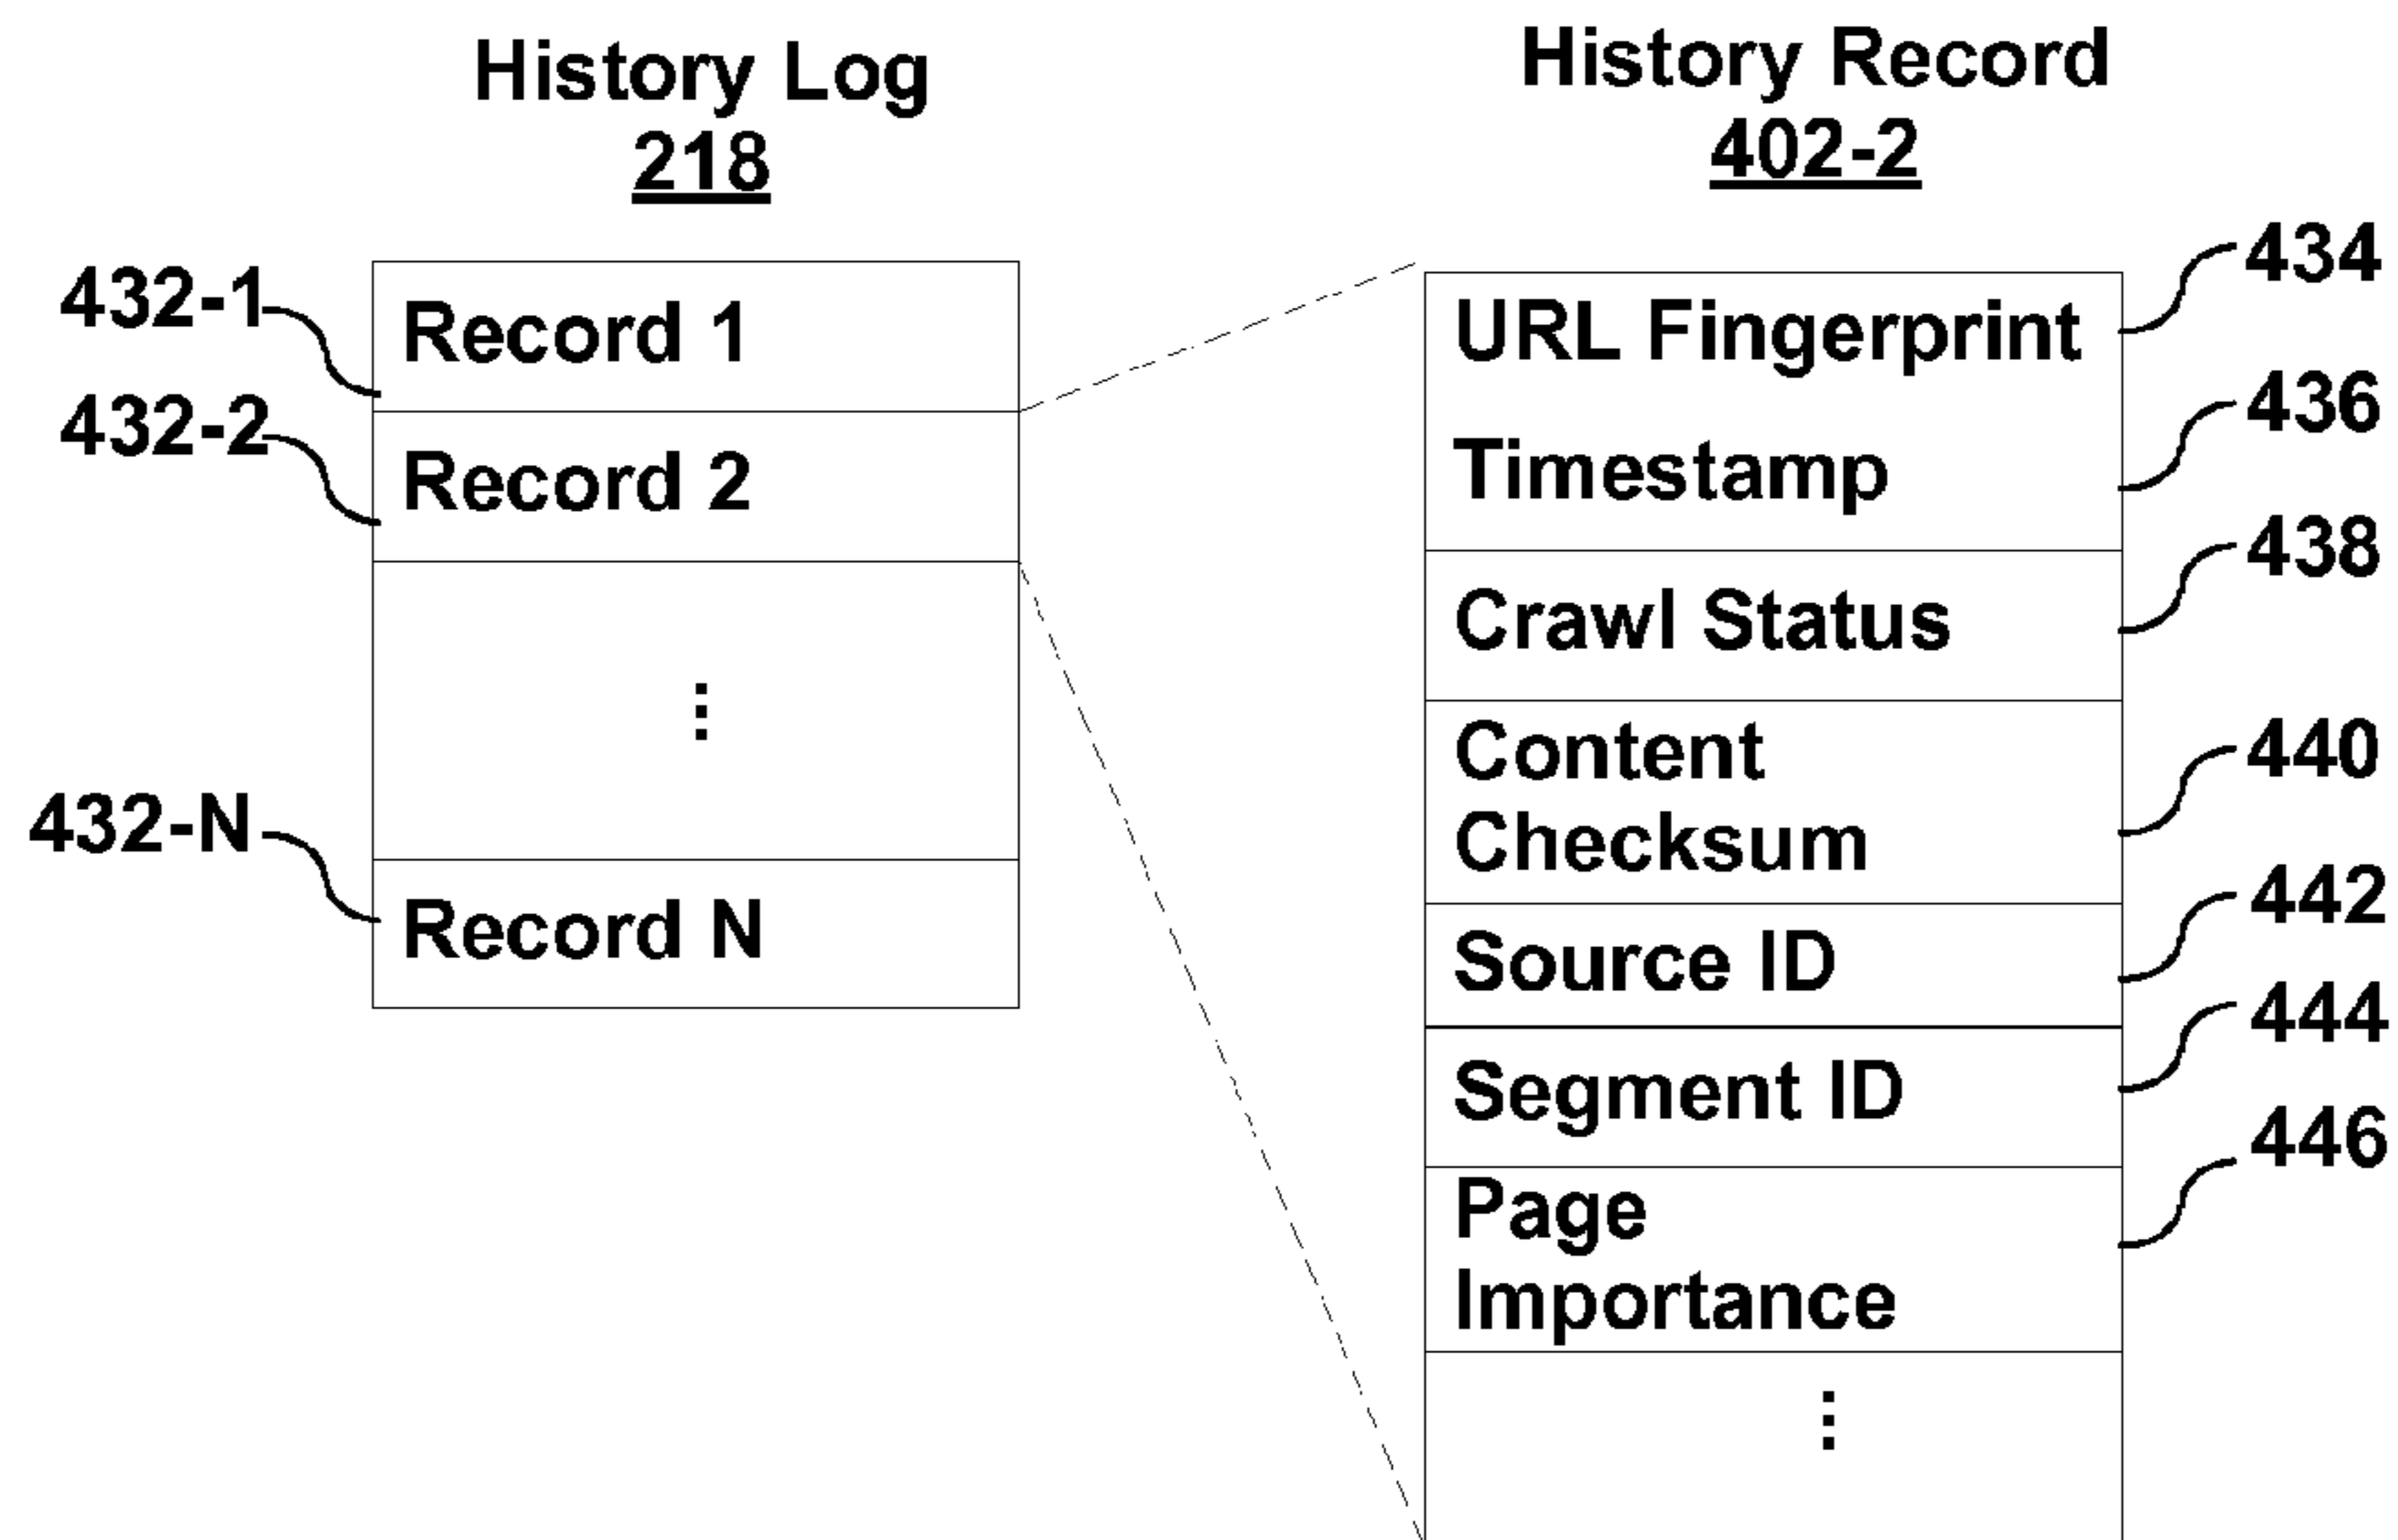 History Log
218
432-1
Record 1
432-2
Record 2
⋮
432-N
Record N
History Record
402-2
URL Fingerprint
434
Timestamp
436
Crawl Status
438
Content
Checksum
440
Source ID
442
Segment ID
444
Page
Importance
446
⋮